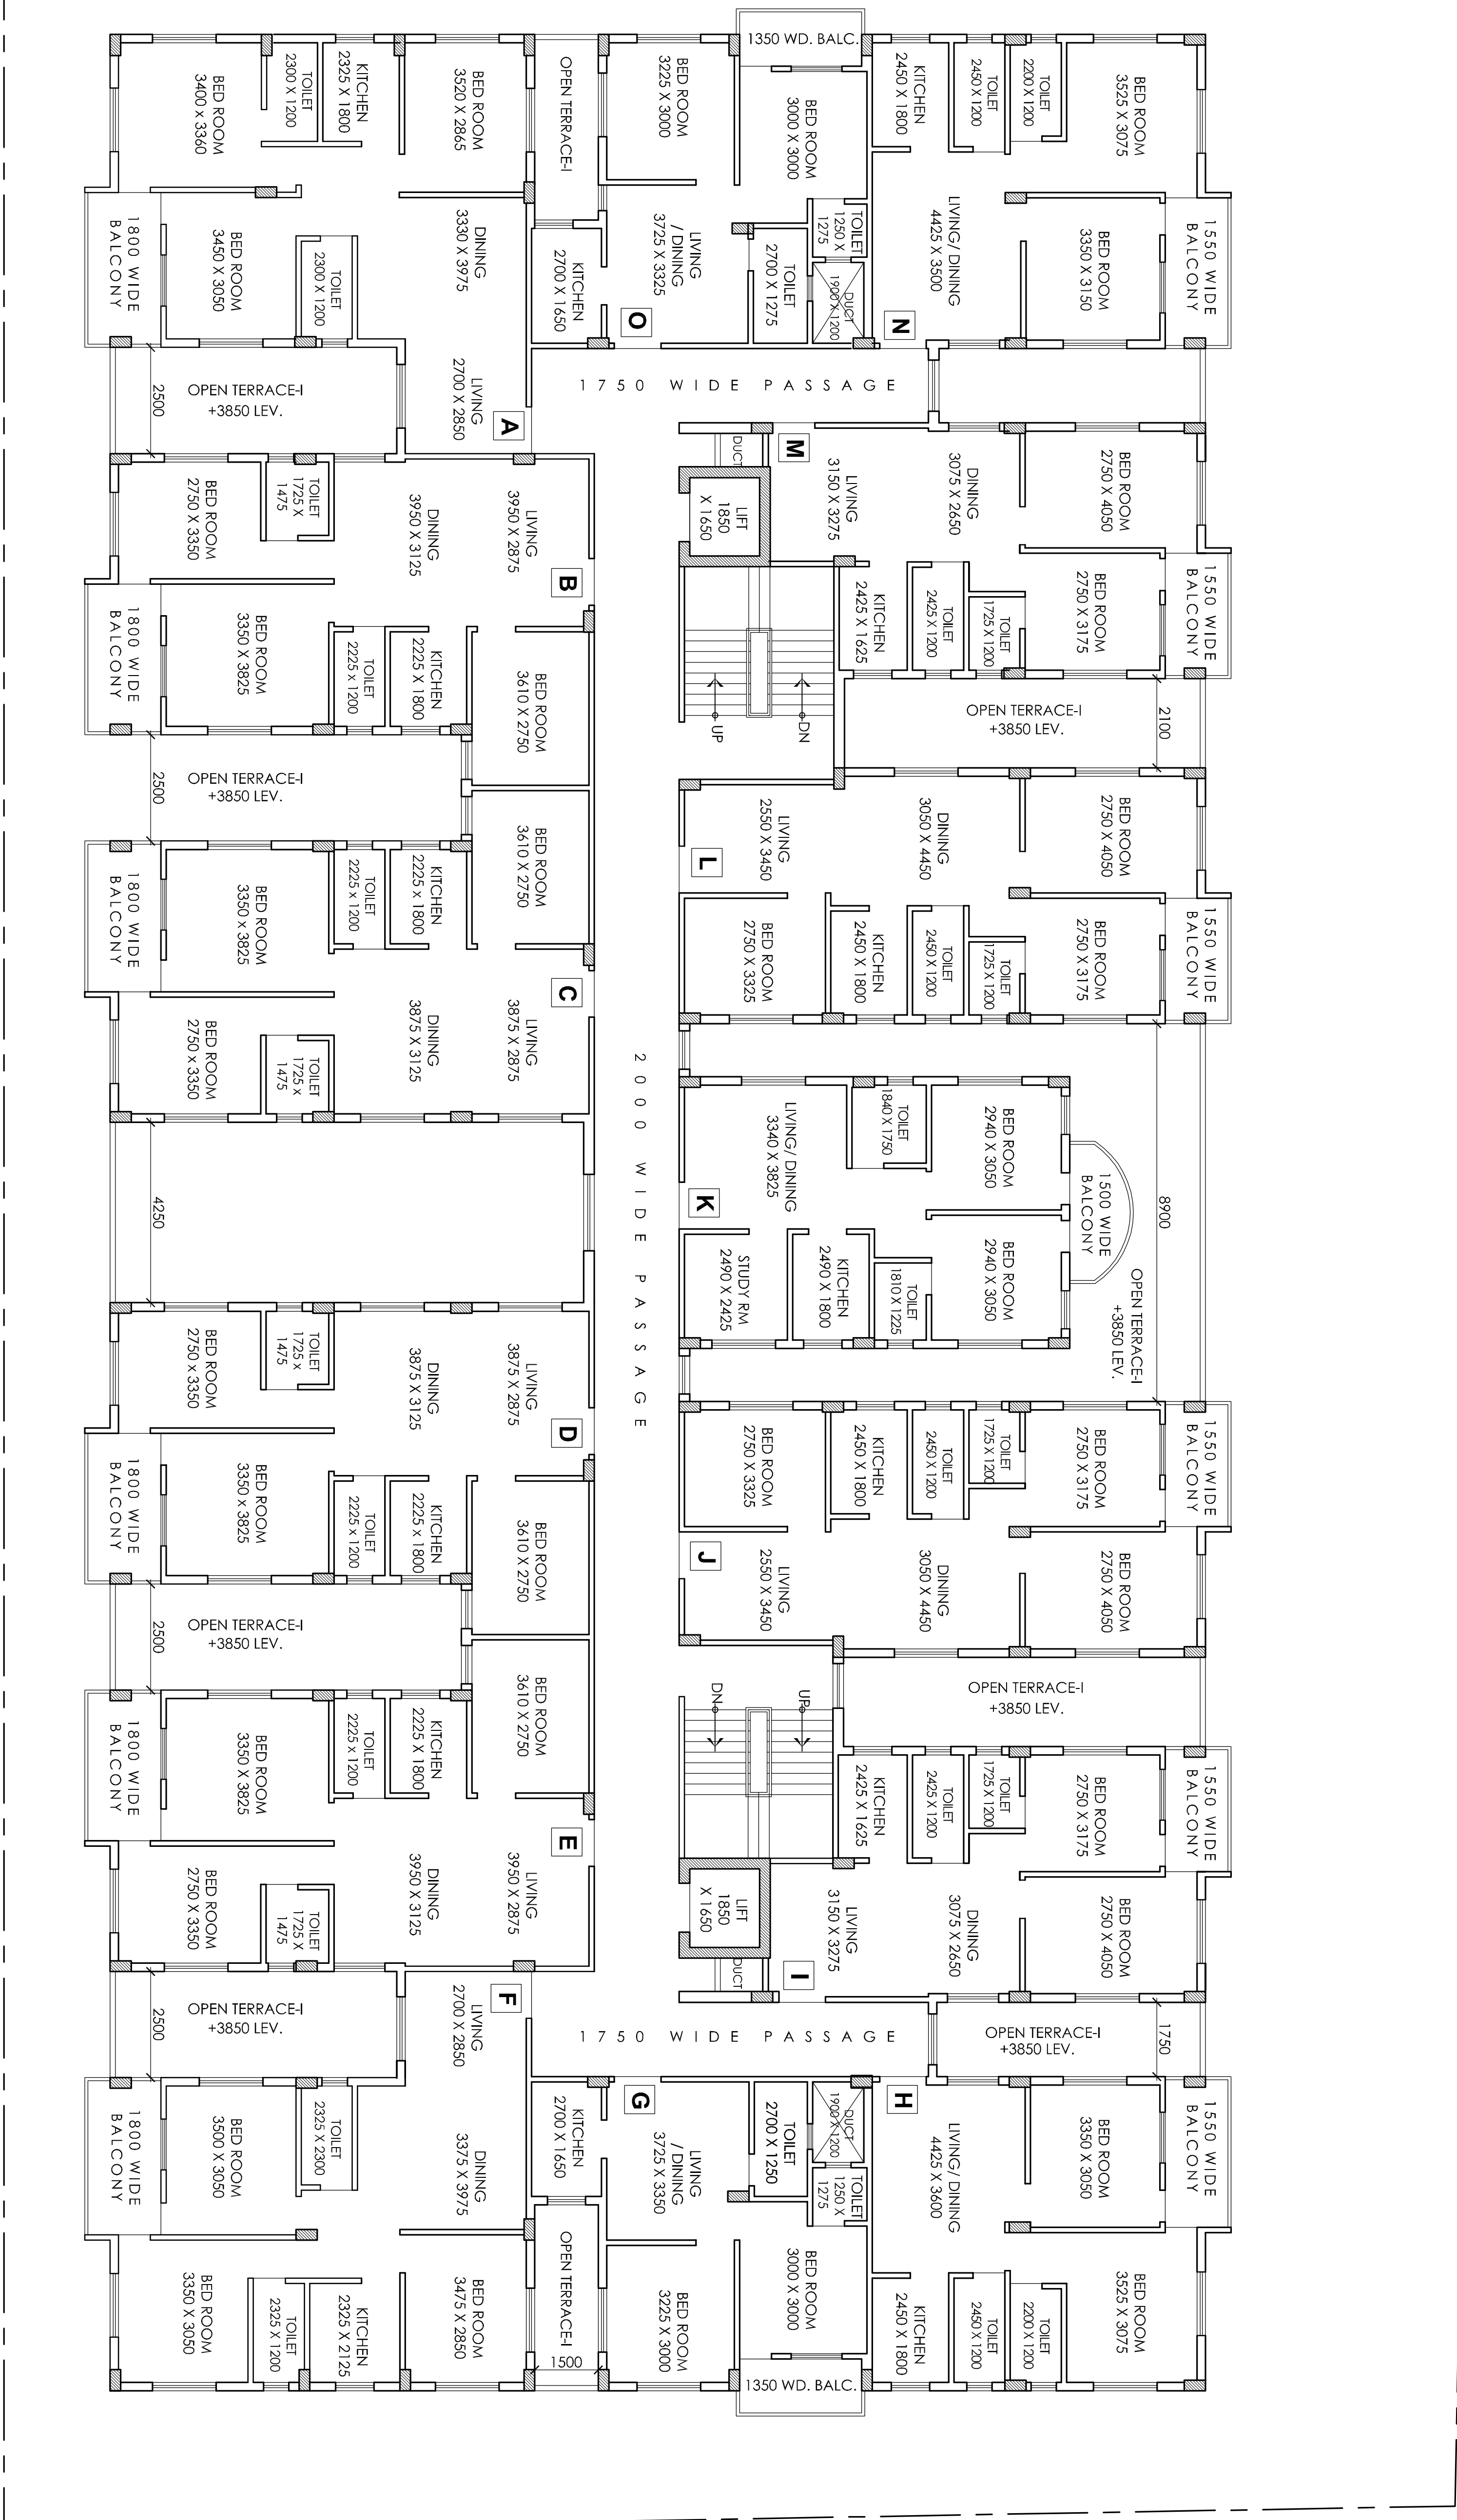 1350 WD. BALC.
BED ROOM
3525 X 3075
TOILET
2200 X 1200
TOILET
2450 X 1200
KITCHEN
2450 X 1800
1550 WIDE
BALCONY
BED ROOM
3350 X 3150
LIVING/ DINING
4425 X 3500
N
BED ROOM
3000 X 3000
TOILET
1250 X
1275
DUCT
1900 X 1200
TOILET
2700 X 1275
BED ROOM
3225 X 3000
LIVING
/ DINING
3725 X 3325
O
OPEN TERRACE-I
KITCHEN
2700 X 1650
BED ROOM
3520 X 2865
KITCHEN
2325 X 1800
TOILET
2300 X 1200
BED ROOM
3400 x 3360
DINING
3330 X 3975
TOILET
2300 X 1200
BED ROOM
3450 X 3050
1800 WIDE
BALCONY
LIVING
2700 X 2850
A
OPEN TERRACE-I
+3850 LEV.
2500
1750 WIDE PASSAGE
BED ROOM
2750 X 4050
1550 WIDE
BALCONY
BED ROOM
2750 X 3175
DINING
3075 X 2650
LIVING
3150 X 3275
M
TOILET
1725 X 1200
TOILET
2425 X 1200
KITCHEN
2425 X 1625
DUCT
LIFT
1850
X 1650
DN
UP
OPEN TERRACE-I
+3850 LEV.
2100
LIVING
3950 X 2875
DINING
3950 X 3125
B
TOILET
1725 X
1475
BED ROOM
2750 X 3350
BED ROOM
3610 X 2750
KITCHEN
2225 X 1800
TOILET
2225 X 1200
BED ROOM
3350 X 3825
1800 WIDE
BALCONY
OPEN TERRACE-I
+3850 LEV.
2500
BED ROOM
2750 X 4050
1550 WIDE
BALCONY
BED ROOM
2750 X 3175
DINING
3050 X 4450
LIVING
2550 X 3450
L
TOILET
1725 X 1200
TOILET
2450 X 1200
KITCHEN
2450 X 1800
BED ROOM
2750 X 3325
BED ROOM
3610 X 2750
KITCHEN
2225 x 1800
TOILET
2225 x 1200
BED ROOM
3350 x 3825
1800 WIDE
BALCONY
C
LIVING
3875 X 2875
DINING
3875 X 3125
TOILET
1725 x
1475
BED ROOM
2750 x 3350
2000 WIDE PASSAGE
4250
8900
OPEN TERRACE-I
+3850 LEV.
1500 WIDE
BALCONY
BED ROOM
2940 X 3050
BED ROOM
2940 X 3050
TOILET
1840 X 1750
LIVING/ DINING
3340 X 3825
K
TOILET
1810 X 1225
KITCHEN
2490 X 1800
STUDY RM
2490 X 2425
LIVING
3875 X 2875
DINING
3875 X 3125
D
TOILET
1725 x
1475
BED ROOM
2750 x 3350
BED ROOM
3610 X 2750
KITCHEN
2225 x 1800
TOILET
2225 x 1200
BED ROOM
3350 x 3825
1800 WIDE
BALCONY
OPEN TERRACE-I
+3850 LEV.
2500
1550 WIDE
BALCONY
BED ROOM
2750 X 3175
TOILET
1725 X 1200
TOILET
2450 X 1200
KITCHEN
2450 X 1800
BED ROOM
2750 X 3325
BED ROOM
2750 X 4050
DINING
3050 X 4450
LIVING
2550 X 3450
J
OPEN TERRACE-I
+3850 LEV.
UP
DN
BED ROOM
3610 X 2750
KITCHEN
2225 x 1800
TOILET
2225 x 1200
BED ROOM
3350 X 3825
1800 WIDE
BALCONY
E
LIVING
3950 X 2875
DINING
3950 X 3125
TOILET
1725 X
1475
BED ROOM
2750 X 3350
1550 WIDE
BALCONY
BED ROOM
2750 X 3175
TOILET
1725 X 1200
TOILET
2425 X 1200
KITCHEN
2425 X 1625
BED ROOM
2750 X 4050
DINING
3075 X 2650
LIVING
3150 X 3275
I
LIFT
1850
X 1650
DUCT
OPEN TERRACE-I
+3850 LEV.
1750
1750 WIDE PASSAGE
F
LIVING
2700 X 2850
OPEN TERRACE-I
+3850 LEV.
2500
1550 WIDE
BALCONY
BED ROOM
3350 X 3050
H
LIVING/ DINING
4425 X 3600
BED ROOM
3525 X 3075
TOILET
2200 X 1200
TOILET
2450 X 1200
KITCHEN
2450 X 1800
DUCT
1900 X 1200
TOILET
1250 X
1275
TOILET
2700 X 1250
BED ROOM
3000 X 3000
G
LIVING
/ DINING
3725 X 3350
BED ROOM
3225 X 3000
KITCHEN
2700 X 1650
OPEN TERRACE-I
1500
1350 WD. BALC.
DINING
3375 X 3975
TOILET
2325 X 2300
BED ROOM
3500 X 3050
1800 WIDE
BALCONY
BED ROOM
3475 X 2850
KITCHEN
2325 X 2125
TOILET
2325 X 1200
BED ROOM
3350 X 3050